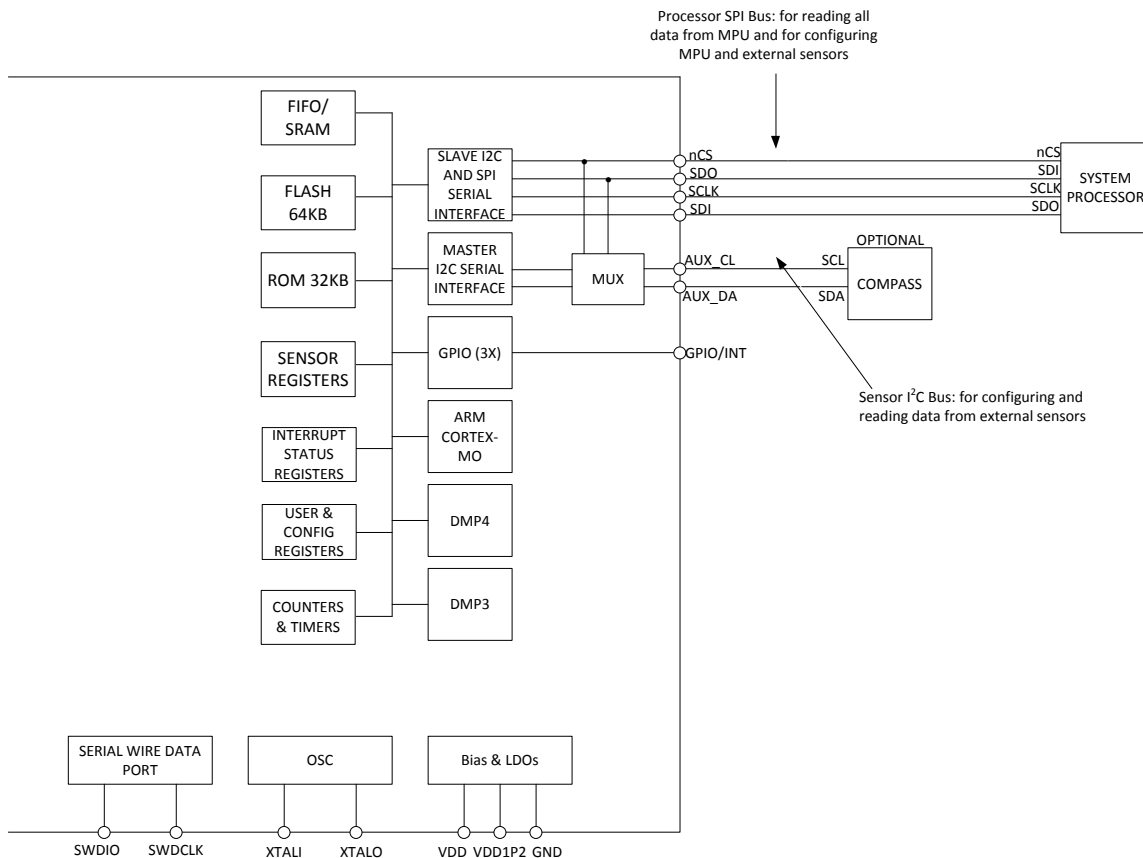 Processor SPI Bus: for reading all
data from MPU and for configuring
MPU and external sensors
FIFO/
SRAM
SLAVE I2C
AND SPI
SERIAL
INTERFACE
nCS
SDO
SCLK
SDI
nCS
SDI
SCLK
SDO
SYSTEM
PROCESSOR
FLASH
64KB
OPTIONAL
MASTER
I2C SERIAL
INTERFACE
MUX
AUX_CL
AUX_DA
SCL
SDA
COMPASS
ROM 32KB
SENSOR
REGISTERS
GPIO (3X)
GPIO/INT
Sensor I²C Bus: for configuring and
reading data from external sensors
INTERRUPT
STATUS
REGISTERS
ARM
CORTEX-
MO
USER &
CONFIG
REGISTERS
DMP4
COUNTERS
& TIMERS
DMP3
SERIAL WIRE DATA
PORT
OSC
Bias & LDOs
SWDIO
SWDCLK
XTALI
XTALO
VDD
VDD1P2
GND